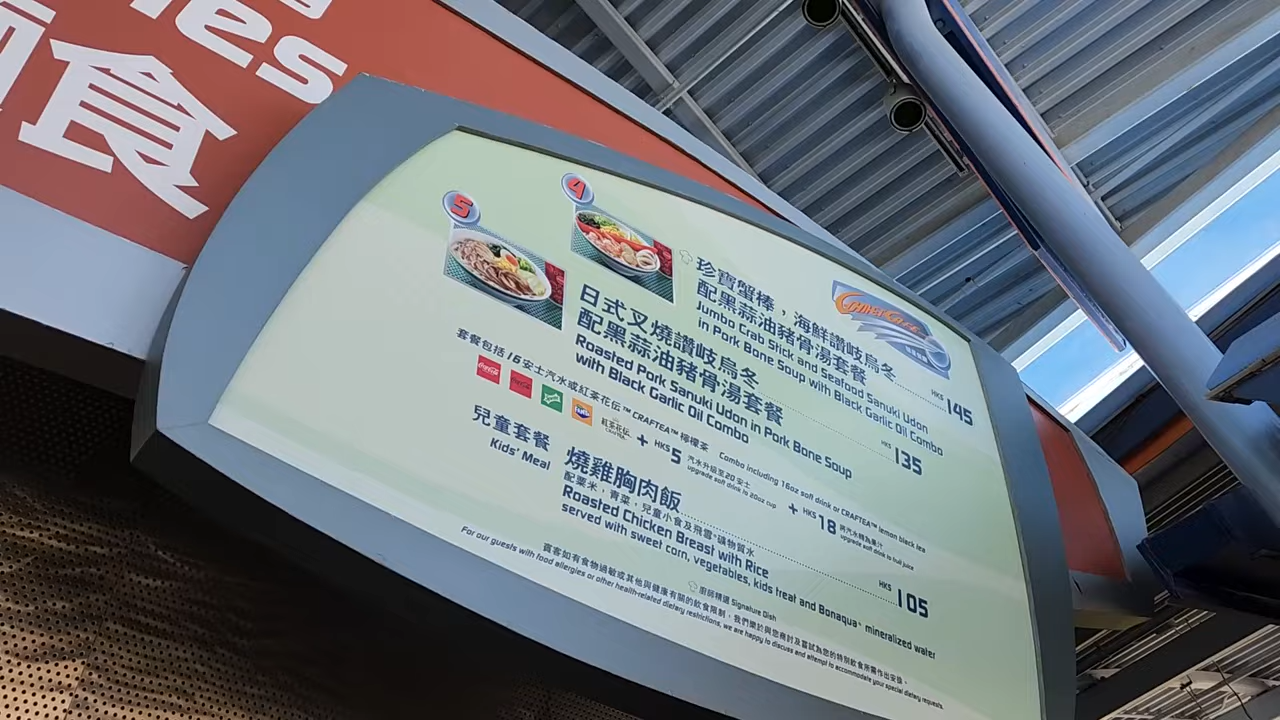 les
食
4
珍寶蟹棒，海鮮讚岐烏冬
配黑蒜油豬骨湯套餐
Jumbo Crab Stick and Seafood Sanuki Udon
in Pork Bone Soup with Black Garlic Oil Combo
HK$ 145
5
日式叉燒讚岐烏冬
配黑蒜油豬骨湯套餐
Roasted Pork Sanuki Udon in Pork Bone Soup
with Black Garlic Oil Combo
HK$ 135
套餐包括16安士汽水或紅茶花伝™ CRAFTEA™ 檸檬茶 Combo including 16oz soft drink or CRAFTEA™ lemon black tea
+ HK$ 5 汽水升級至20安士
upgrade soft drink to 20oz cup
+ HK$ 18 將汽水轉為果汁
upgrade soft drink to fruit juice
兒童套餐
Kids' Meal
燒雞胸肉飯
配粟米，青菜，兒童小食及飛雪®礦物質水
Roasted Chicken Breast with Rice
served with sweet corn, vegetables, kids treat and Bonaqua® mineralized water
HK$ 105
廚師精選 Signature Dish
賓客如有食物過敏或其他與健康有關的飲食限制，我們樂於與您商討及嘗試為您的特別飲食所需作出安排。
For our guests with food allergies or other health-related dietary restrictions, we are happy to discuss and attempt to accommodate your special dietary requests.